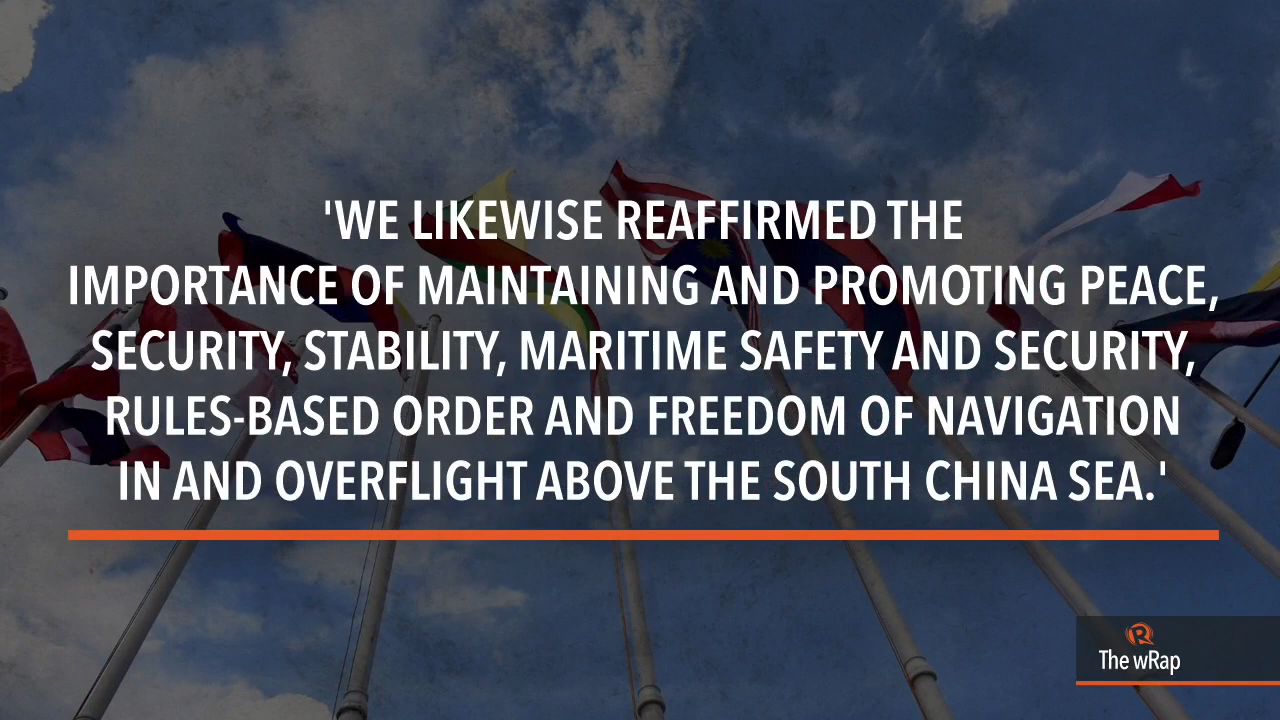 'WE LIKEWISE REAFFIRMED THE
IMPORTANCE OF MAINTAINING AND PROMOTING PEACE,
SECURITY, STABILITY, MARITIME SAFETY AND SECURITY,
RULES-BASED ORDER AND FREEDOM OF NAVIGATION
IN AND OVERFLIGHT ABOVE THE SOUTH CHINA SEA.'
R
The wRap